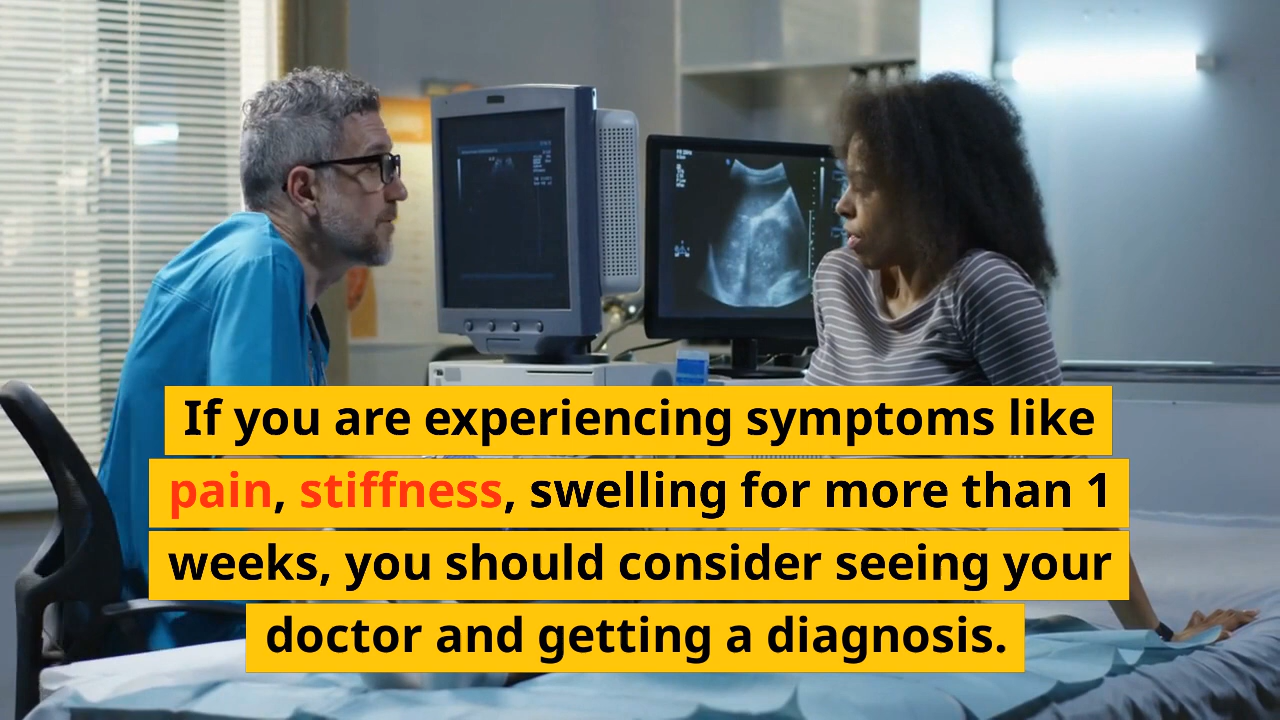 If you are experiencing symptoms like
pain, stiffness, swelling for more than 1
weeks, you should consider seeing your
doctor and getting a diagnosis.